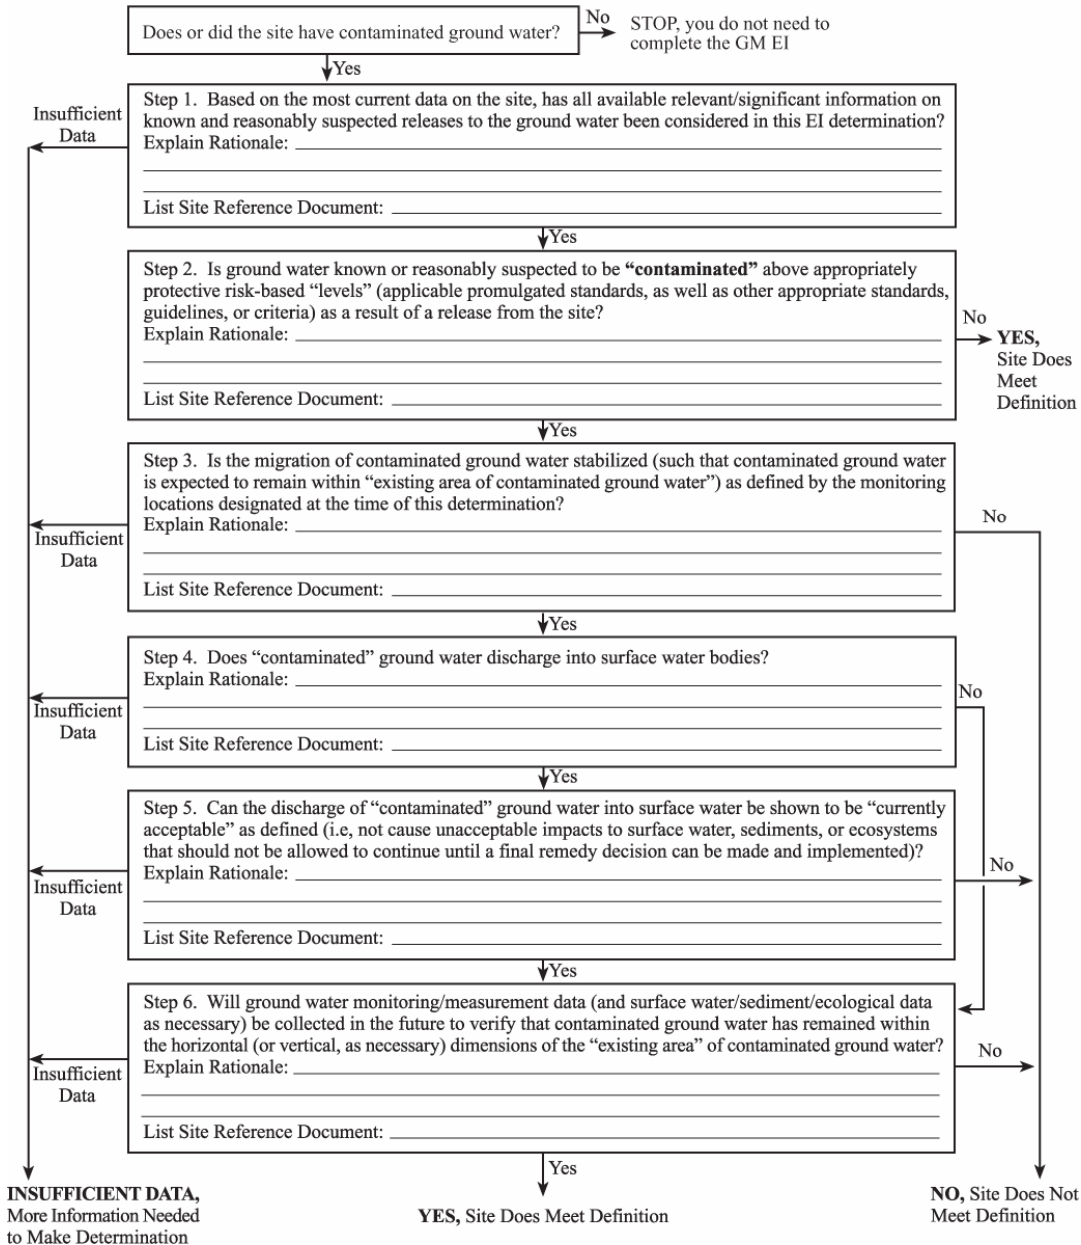 Does or did the site have contaminated ground water?
No
STOP, you do not need to
complete the GM EI
Yes
Insufficient
Data
Step 1. Based on the most current data on the site, has all available relevant/significant information on
known and reasonably suspected releases to the ground water been considered in this EI determination?
Explain Rationale:
List Site Reference Document:
Yes
Step 2. Is ground water known or reasonably suspected to be “contaminated” above appropriately
protective risk-based “levels” (applicable promulgated standards, as well as other appropriate standards,
guidelines, or criteria) as a result of a release from the site?
Explain Rationale:
List Site Reference Document:
No
YES,
Site Does
Meet
Definition
Yes
Step 3. Is the migration of contaminated ground water stabilized (such that contaminated ground water
is expected to remain within “existing area of contaminated ground water”) as defined by the monitoring
locations designated at the time of this determination?
Explain Rationale:
List Site Reference Document:
Insufficient
Data
No
Yes
Step 4. Does “contaminated” ground water discharge into surface water bodies?
Explain Rationale:
List Site Reference Document:
Insufficient
Data
No
Yes
Step 5. Can the discharge of “contaminated” ground water into surface water be shown to be “currently
acceptable” as defined (i.e, not cause unacceptable impacts to surface water, sediments, or ecosystems
that should not be allowed to continue until a final remedy decision can be made and implemented)?
Explain Rationale:
List Site Reference Document:
Insufficient
Data
No
Yes
Step 6. Will ground water monitoring/measurement data (and surface water/sediment/ecological data
as necessary) be collected in the future to verify that contaminated ground water has remained within
the horizontal (or vertical, as necessary) dimensions of the “existing area” of contaminated ground water?
Explain Rationale:
List Site Reference Document:
Insufficient
Data
No
Yes
INSUFFICIENT DATA,
More Information Needed
to Make Determination
YES, Site Does Meet Definition
NO, Site Does Not
Meet Definition